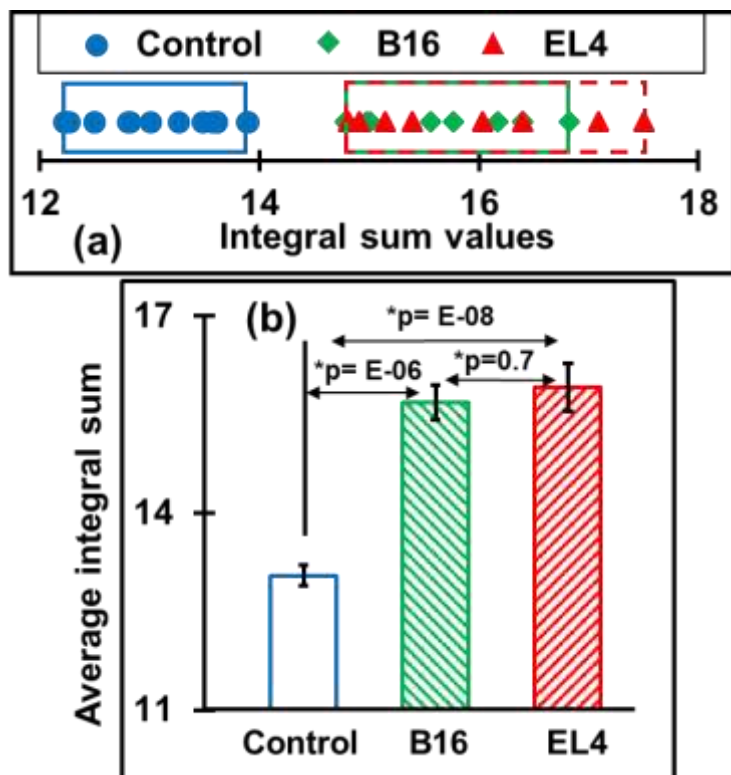 Control B16 EL4
12 14 16 18
(a) Integral sum values
(b)
17
*p= E-08
*p= E-06 *p=0.7
14
11
Average integral sum
Control B16 EL4